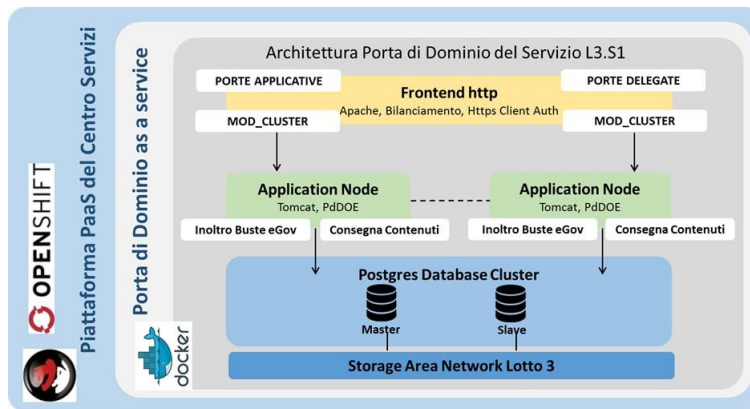 OPENSHIFT
Piattaforma PaaS del Centro Servizi
Porta di Dominio as a service
docker
Architettura Porta di Dominio del Servizio L3.S1
PORTE APPLICATIVE
PORTE DELEGATE
Frontend http
Apache, Bilanciamento, Https Client Auth
MOD_CLUSTER
MOD_CLUSTER
Application Node
Tomcat, PdDOE
Application Node
Tomcat, PdDOE
Inoltro Buste eGov
Consegna Contenuti
Inoltro Buste eGov
Consegna Contenuti
Postgres Database Cluster
Master
Slave
Storage Area Network Lotto 3